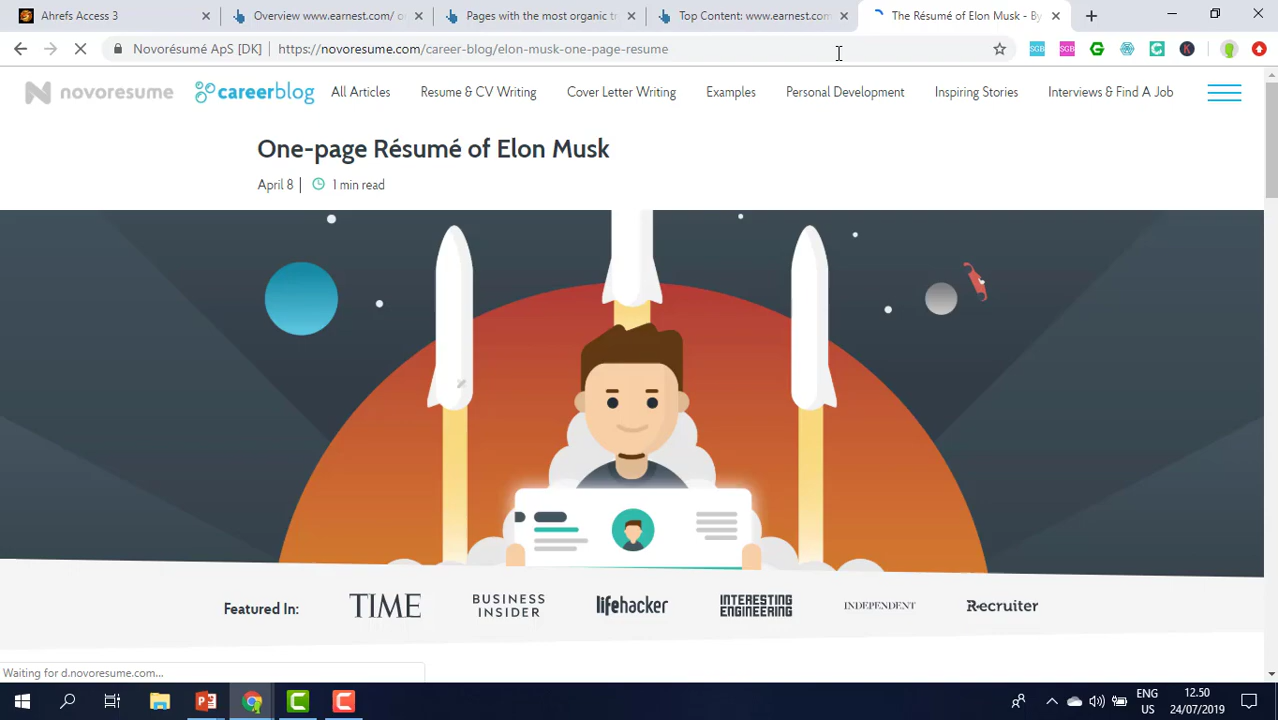 Ahrefs Access 3
Overview www.earnest.com/ o
Pages with the most organic tr
Top Content: www.earnest.com
The Résumé of Elon Musk - By
Novorésumé ApS [DK]
https://novoresume.com/career-blog/elon-musk-one-page-resume
novoresume
careerblog
All Articles
Resume & CV Writing
Cover Letter Writing
Examples
Personal Development
Inspiring Stories
Interviews & Find A Job
One-page Résumé of Elon Musk
April 8
1 min read
Featured In:
TIME
BUSINESS
INSIDER
lifehacker
INTERESTING
ENGINEERING
INDEPENDENT
Recruiter
Waiting for d.novoresume.com...
ENG
US
12.50
24/07/2019